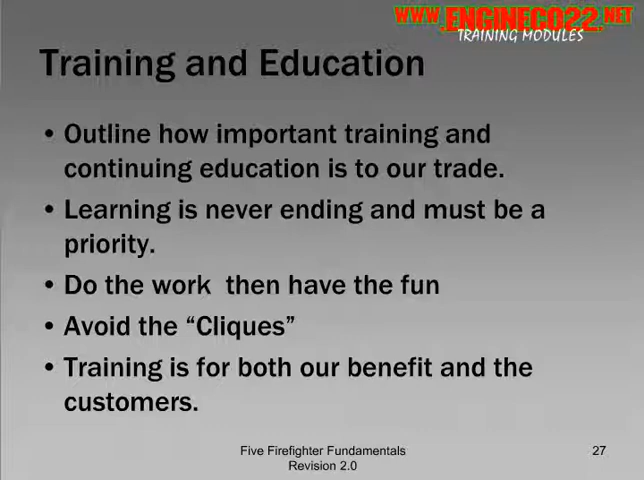 WWW.ENGINECO22.NET
TRAINING MODULES
Training and Education
• Outline how important training and
continuing education is to our trade.
• Learning is never ending and must be a
priority.
• Do the work  then have the fun
• Avoid the “Cliques”
• Training is for both our benefit and the
customers.
Five Firefighter Fundamentals
Revision 2.0
27